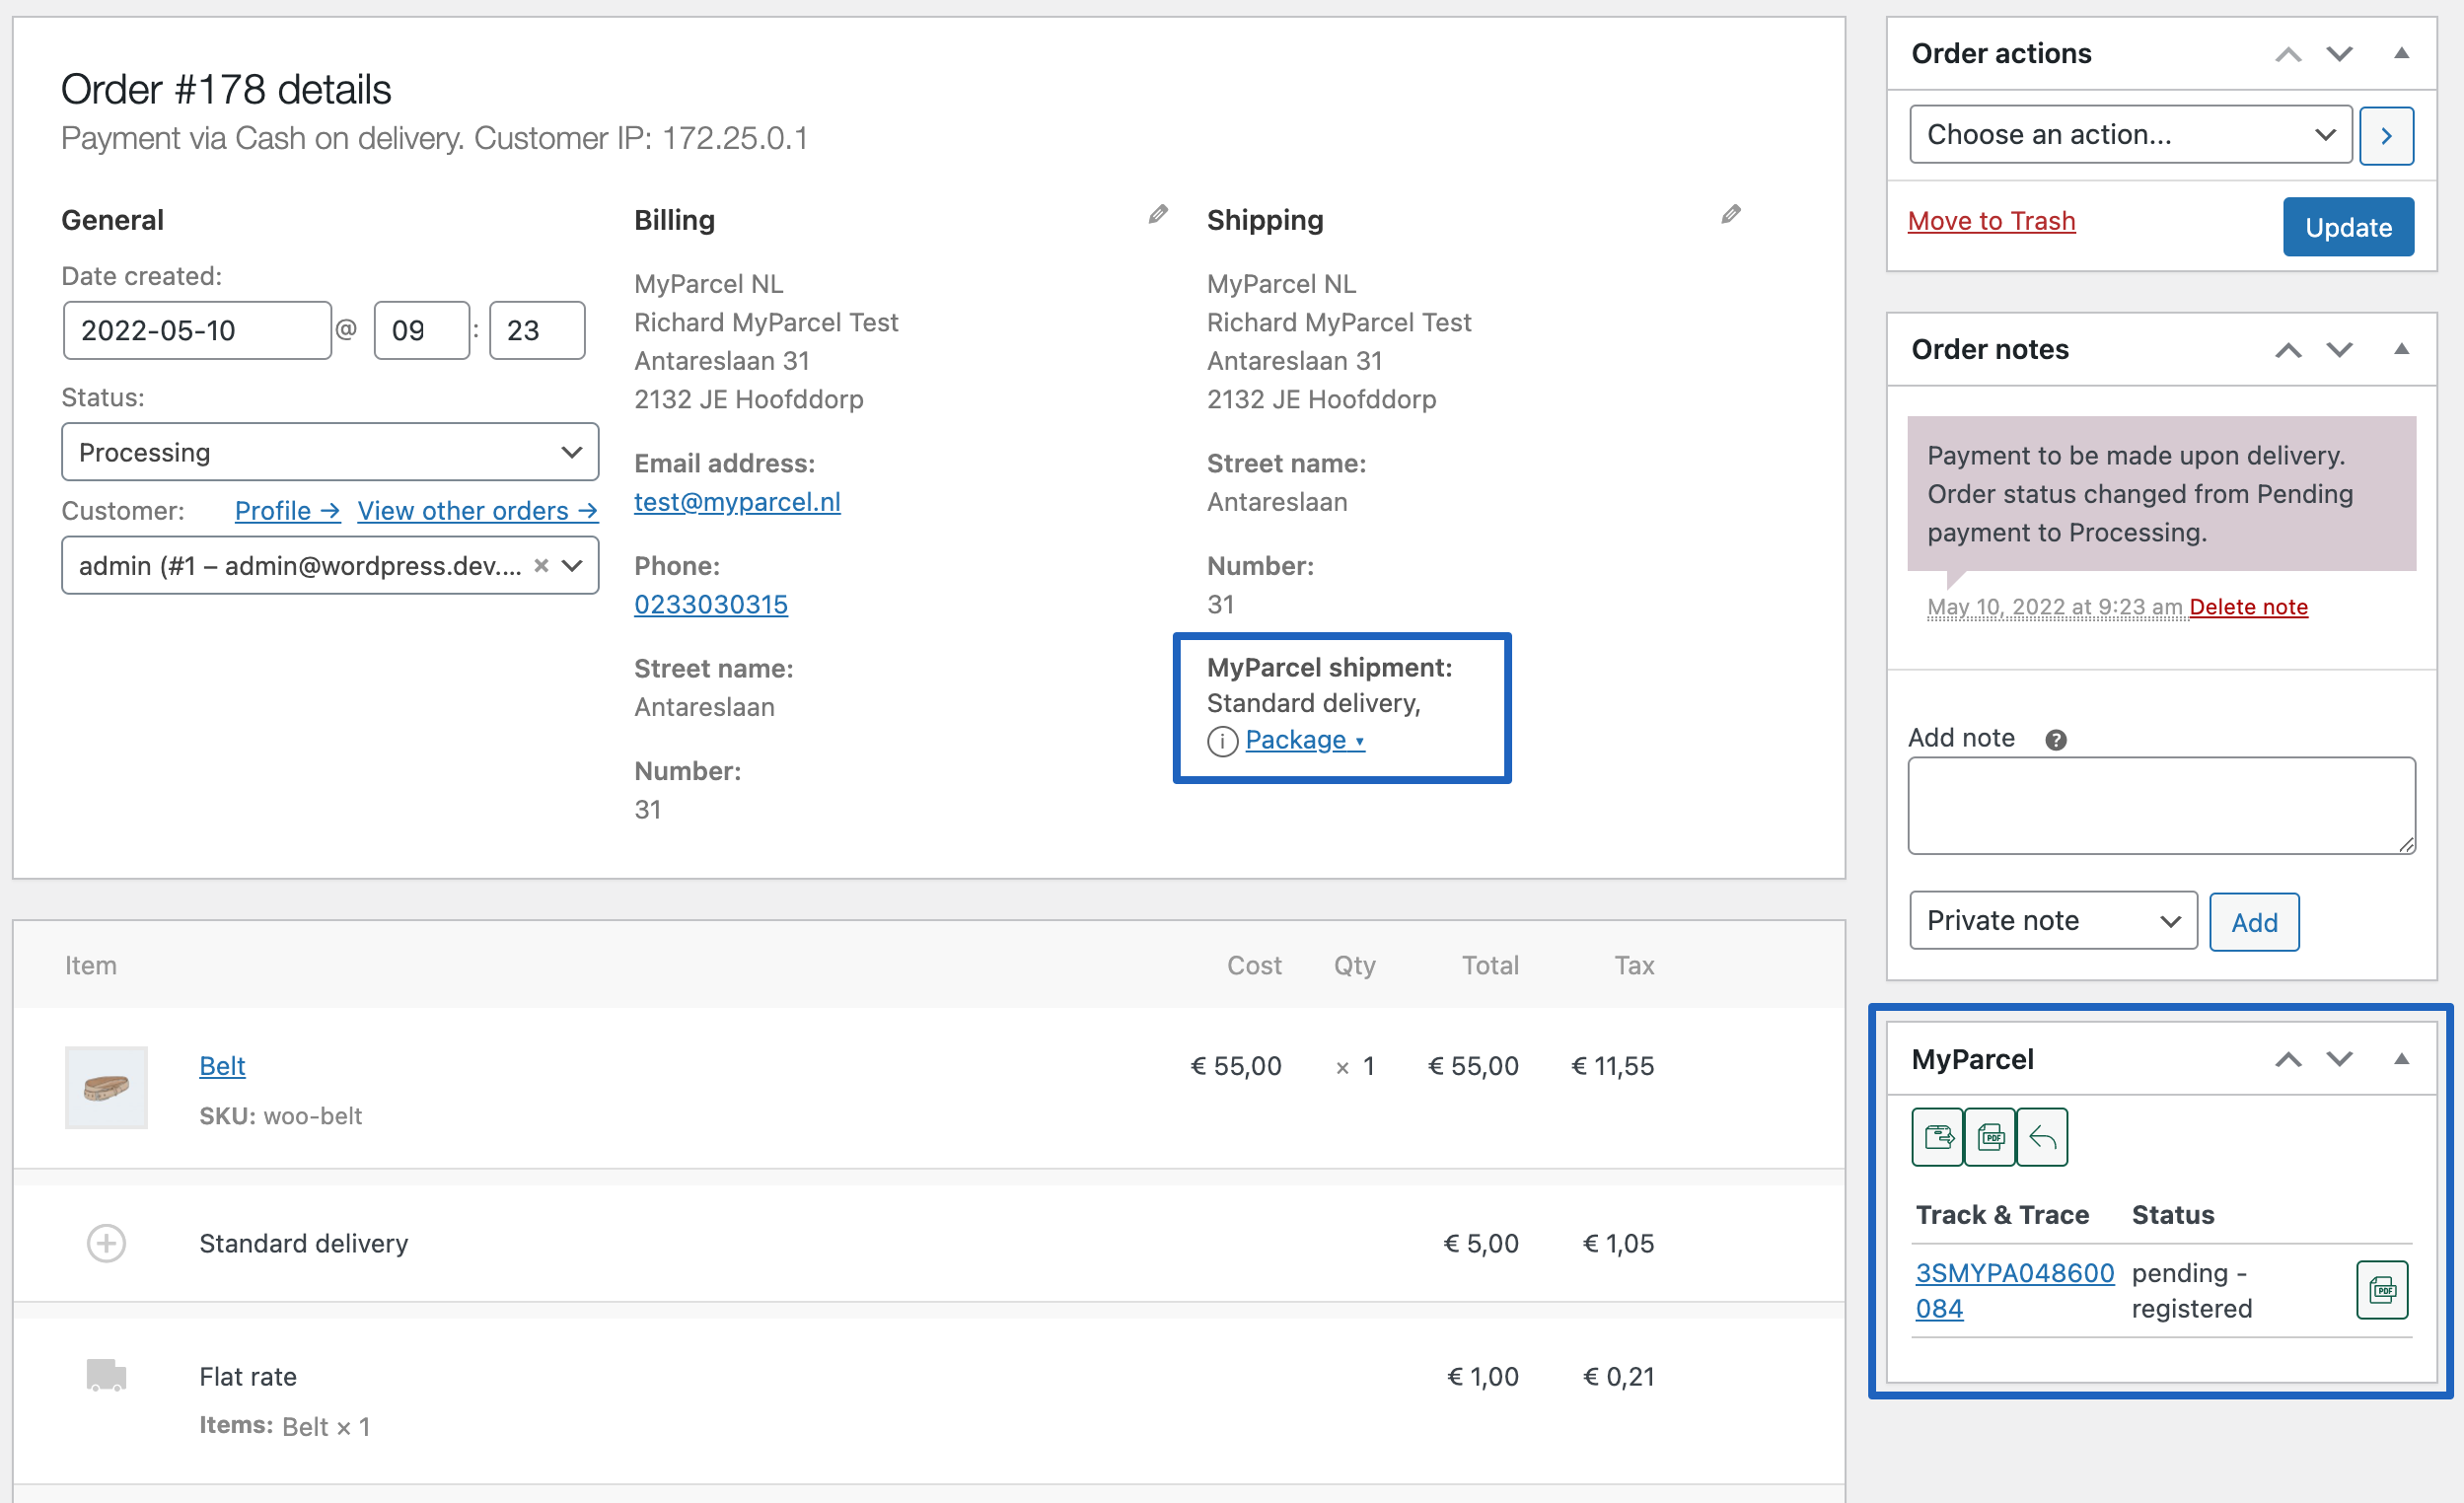 Order #178 details
Payment via Cash on delivery. Customer IP: 172.25.0.1
General
Date created:
2022-05-10 @ 09 : 23
Status:
Processing
Customer: Profile → View other orders →
admin (#1 – admin@wordpress.dev.... × 
Billing
MyParcel NL
Richard MyParcel Test
Antareslaan 31
2132 JE Hoofddorp
Email address:
test@myparcel.nl
Phone:
0233030315
Street name:
Antareslaan
Number:
31
Shipping
MyParcel NL
Richard MyParcel Test
Antareslaan 31
2132 JE Hoofddorp
Street name:
Antareslaan
Number:
31
MyParcel shipment:
Standard delivery,
i Package ▾
Item Cost Qty Total Tax
Belt € 55,00 × 1 € 55,00 € 11,55
SKU: woo-belt
Standard delivery € 5,00 € 1,05
Flat rate € 1,00 € 0,21
Items: Belt × 1
Order actions
Choose an action...
Move to Trash Update
Order notes
Payment to be made upon delivery.
Order status changed from Pending
payment to Processing.
May 10, 2022 at 9:23 am Delete note
Add note ?
Private note Add
MyParcel
PDF
Track & Trace Status
3SMYPA048600 pending -
084 registered
PDF